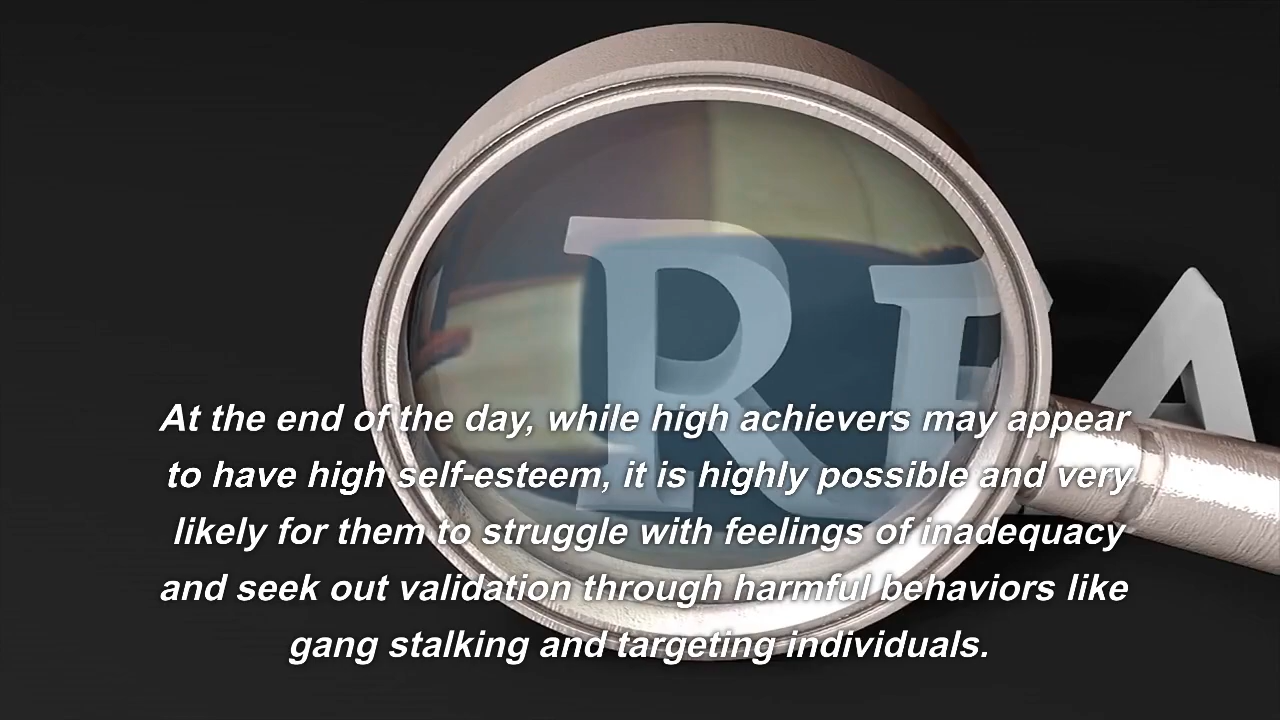 REA
At the end of the day, while high achievers may appear
to have high self-esteem, it is highly possible and very
likely for them to struggle with feelings of inadequacy
and seek out validation through harmful behaviors like
gang stalking and targeting individuals.